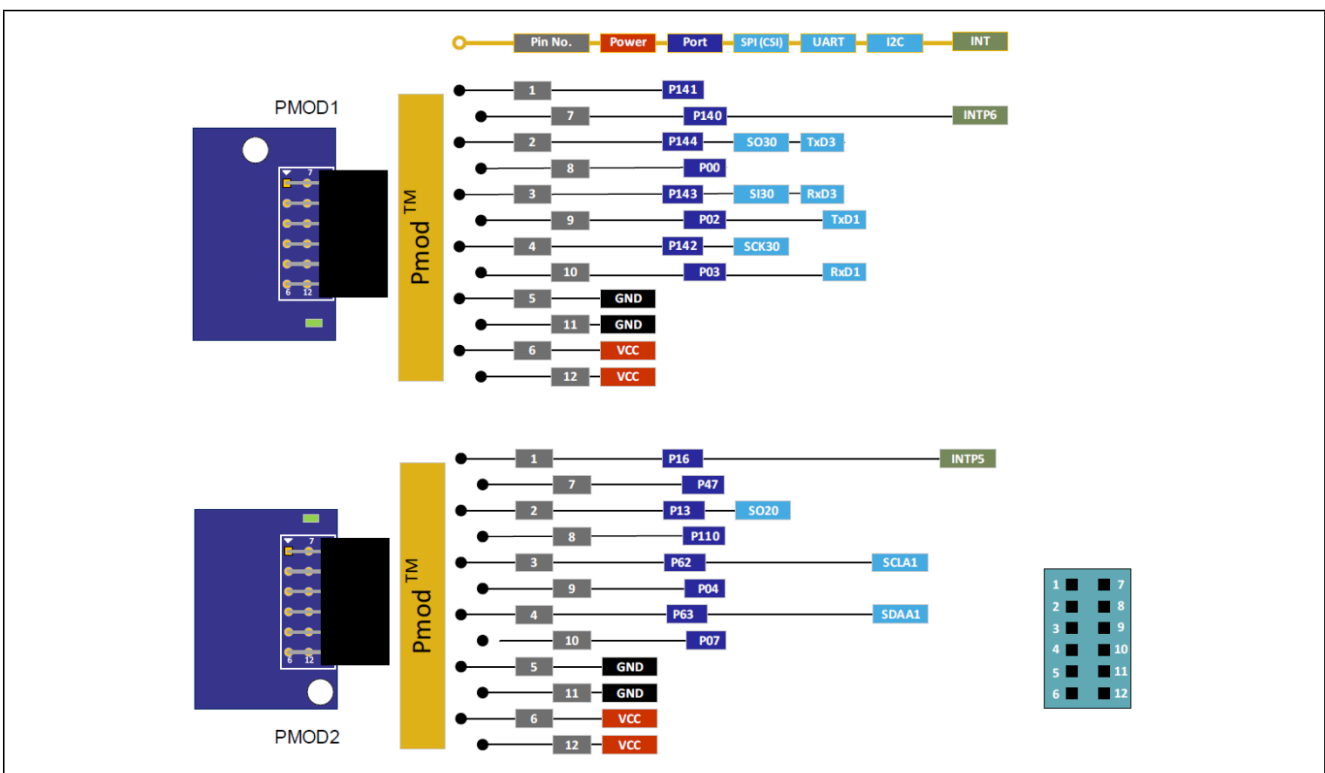 Pin No. Power Port SPI (CSI) UART I2C INT
PMOD1
7
6 12
Pmod™
1 P141
7 P140 INTP6
2 P144 SO30 TxD3
8 P00
3 P143 SI30 RxD3
9 P02 TxD1
4 P142 SCK30
10 P03 RxD1
5 GND
11 GND
6 VCC
12 VCC
7
6 12
PMOD2
Pmod™
1 P16 INTP5
7 P47
2 P13 SO20
8 P110
3 P62 SCLA1
9 P04
4 P63 SDAA1
10 P07
5 GND
11 GND
6 VCC
12 VCC
1 7
2 8
3 9
4 10
5 11
6 12